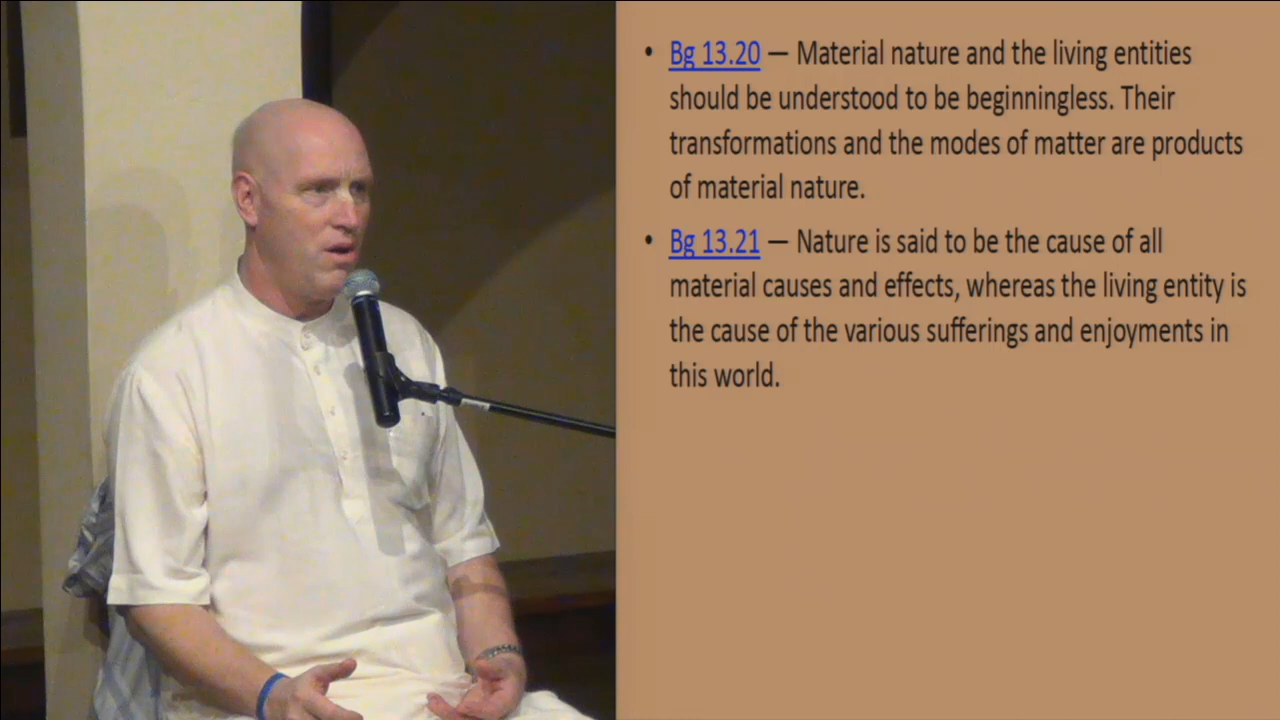 • Bg 13.20 — Material nature and the living entities
should be understood to be beginningless. Their
transformations and the modes of matter are products
of material nature.
• Bg 13.21 — Nature is said to be the cause of all
material causes and effects, whereas the living entity is
the cause of the various sufferings and enjoyments in
this world.